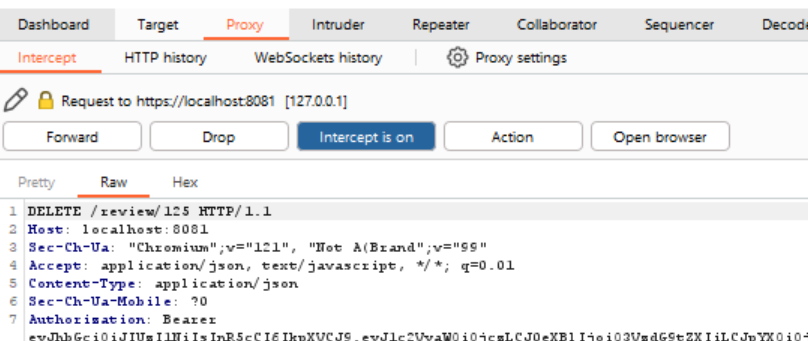 Dashboard Target Proxy Intruder Repeater Collaborator Sequencer Decod
Intercept HTTP history WebSockets history Proxy settings
Request to https://localhost:8081 [127.0.0.1]
Forward Drop Intercept is on Action Open browser
Pretty Raw Hex
1 DELETE /review/125 HTTP/1.1
2 Host: localhost:8081
3 Sec-Ch-Ua: "Chromium";v="121", "Not A(Brand";v="99"
4 Accept: application/json, text/javascript, */*; q=0.01
5 Content-Type: application/json
6 Sec-Ch-Ua-Mobile: ?0
7 Authorization: Bearer